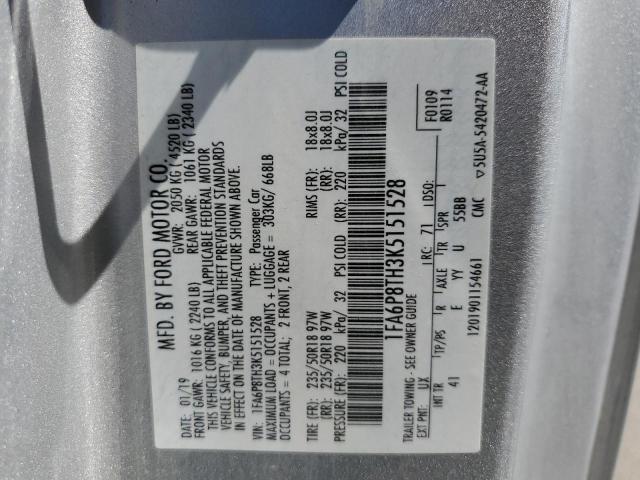 MFD. BY FORD MOTOR CO.
DATE: 01/19 GVWR: 2050 KG ( 4520 LB)
FRONT GAWR: 1016 KG ( 2240 LB) REAR GAWR: 1061 KG ( 2340 LB)
THIS VEHICLE CONFORMS TO ALL APPLICABLE FEDERAL MOTOR
VEHICLE SAFETY, BUMPER, AND THEFT PREVENTION STANDARDS
IN EFFECT ON THE DATE OF MANUFACTURE SHOWN ABOVE.
VIN: 1FA6P8TH3K5151528 TYPE: Passenger Car
MAXIMUM LOAD = OCCUPANTS + LUGGAGE = 303KG/ 668LB
OCCUPANTS = 4 TOTAL; 2 FRONT, 2 REAR
TIRE (FR): 235/50R18 97W RIMS (FR): 18x8.0J
(RR): 235/50R18 97W (RR): 18x8.0J
PRESSURE (FR): 220 kPa/ 32 PSI COLD (RR): 220 kPa/ 32 PSI COLD
1FA6P8TH3K5151528
TRAILER TOWING - SEE OWNER GUIDE
F0109
R0114
EXT PNT: UX RC: 71 DSO:
INT TR TP/PS R AXLE TR SPR
41 E YY U 55BB
1201901154661 CMC ▽5U5A-5420472-AA